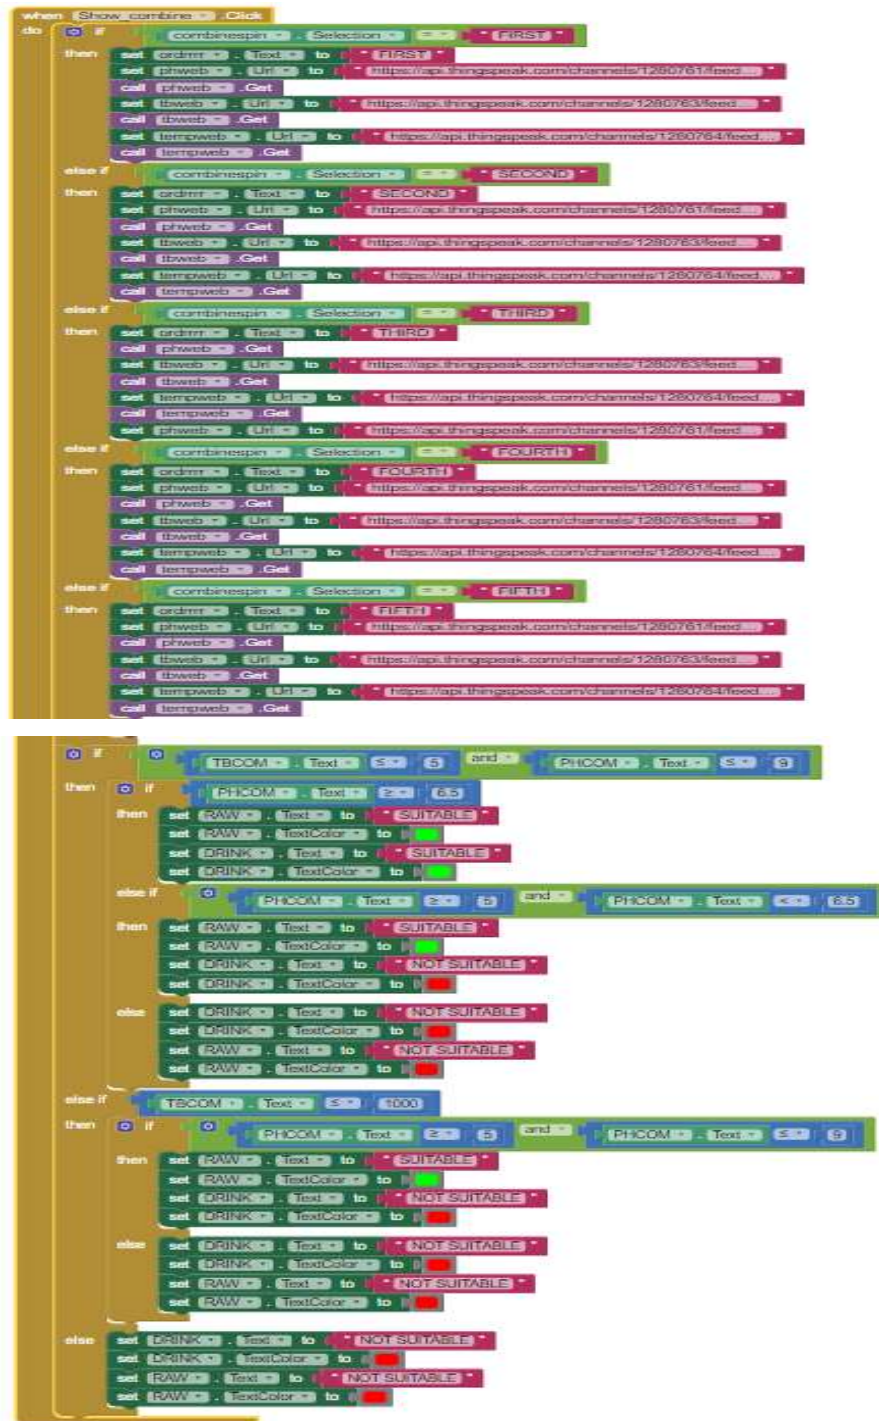 when Show_combine .Click
do if combinespin . Selection = " FIRST "
then set ordrrr . Text to " FIRST "
set phweb . Url to " https://api.thingspeak.com/channels/1280761/feed... "
call phweb .Get
set tbweb . Url to " https://api.thingspeak.com/channels/1280763/feed... "
call tbweb .Get
set tempweb . Url to " https://api.thingspeak.com/channels/1280764/feed... "
call tempweb .Get
else if combinespin . Selection = " SECOND "
then set ordrrr . Text to " SECOND "
set phweb . Url to " https://api.thingspeak.com/channels/1280761/feed... "
call phweb .Get
set tbweb . Url to " https://api.thingspeak.com/channels/1280763/feed... "
call tbweb .Get
set tempweb . Url to " https://api.thingspeak.com/channels/1280764/feed... "
call tempweb .Get
else if combinespin . Selection = " THIRD "
then set ordrrr . Text to " THIRD "
call phweb .Get
set tbweb . Url to " https://api.thingspeak.com/channels/1280763/feed... "
call tbweb .Get
set tempweb . Url to " https://api.thingspeak.com/channels/1280764/feed... "
call tempweb .Get
set phweb . Url to " https://api.thingspeak.com/channels/1280761/feed... "
else if combinespin . Selection = " FOURTH "
then set ordrrr . Text to " FOURTH "
set phweb . Url to " https://api.thingspeak.com/channels/1280761/feed... "
call phweb .Get
set tbweb . Url to " https://api.thingspeak.com/channels/1280763/feed... "
call tbweb .Get
set tempweb . Url to " https://api.thingspeak.com/channels/1280764/feed... "
call tempweb .Get
else if combinespin . Selection = " FIFTH "
then set ordrrr . Text to " FIFTH "
set phweb . Url to " https://api.thingspeak.com/channels/1280761/feed... "
call phweb .Get
set tbweb . Url to " https://api.thingspeak.com/channels/1280763/feed... "
call tbweb .Get
set tempweb . Url to " https://api.thingspeak.com/channels/1280764/feed... "
call tempweb .Get
if TBCOM . Text ≤ 5 and PHCOM . Text ≤ 9
then if PHCOM . Text ≥ 6.5
then set RAW . Text to " SUITABLE "
set RAW . TextColor to
set DRINK . Text to " SUITABLE "
set DRINK . TextColor to
else if PHCOM . Text ≥ 5 and PHCOM . Text < 6.5
then set RAW . Text to " SUITABLE "
set RAW . TextColor to
set DRINK . Text to " NOT SUITABLE "
set DRINK . TextColor to
else set DRINK . Text to " NOT SUITABLE "
set DRINK . TextColor to
set RAW . Text to " NOT SUITABLE "
set RAW . TextColor to
else if TBCOM . Text ≤ 1000
then if PHCOM . Text ≥ 5 and PHCOM . Text ≤ 9
then set RAW . Text to " SUITABLE "
set RAW . TextColor to
set DRINK . Text to " NOT SUITABLE "
set DRINK . TextColor to
else set DRINK . Text to " NOT SUITABLE "
set DRINK . TextColor to
set RAW . Text to " NOT SUITABLE "
set RAW . TextColor to
else set DRINK . Text to " NOT SUITABLE "
set DRINK . TextColor to
set RAW . Text to " NOT SUITABLE "
set RAW . TextColor to